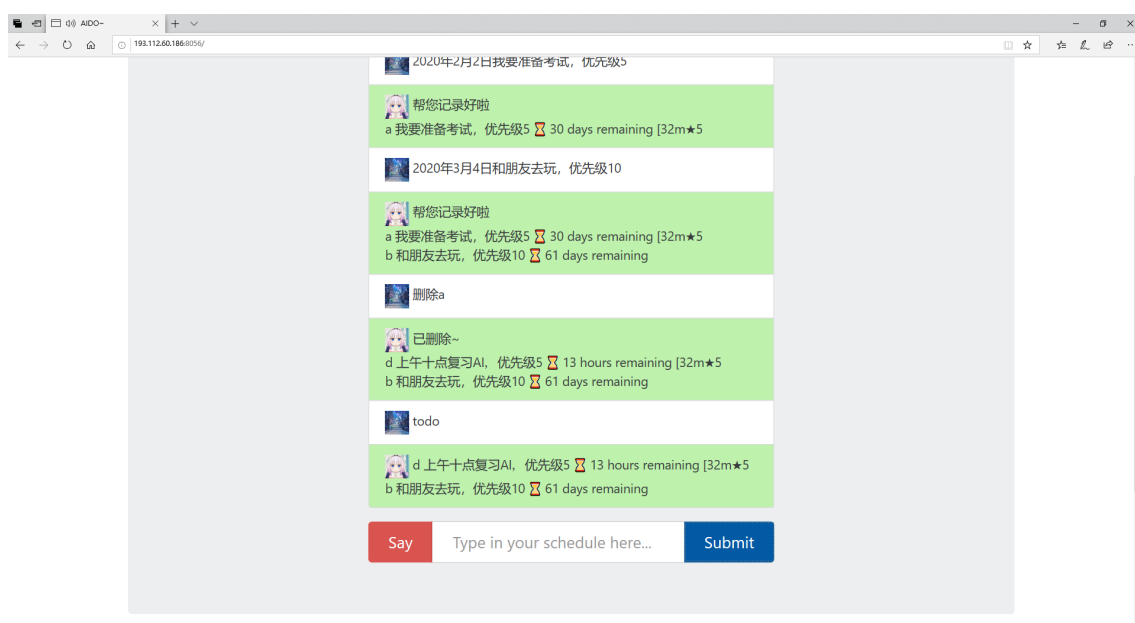 AIDO~
193.112.60.186:8056/
2020年2月2日我要准备考试，优先级5
帮您记录好啦
a 我要准备考试，优先级5 ⌛ 30 days remaining [32m★5
2020年3月4日和朋友去玩，优先级10
帮您记录好啦
a 我要准备考试，优先级5 ⌛ 30 days remaining [32m★5
b 和朋友去玩，优先级10 ⌛ 61 days remaining
删除a
已删除~
d 上午十点复习AI，优先级5 ⌛ 13 hours remaining [32m★5
b 和朋友去玩，优先级10 ⌛ 61 days remaining
todo
d 上午十点复习AI，优先级5 ⌛ 13 hours remaining [32m★5
b 和朋友去玩，优先级10 ⌛ 61 days remaining
Say Type in your schedule here... Submit